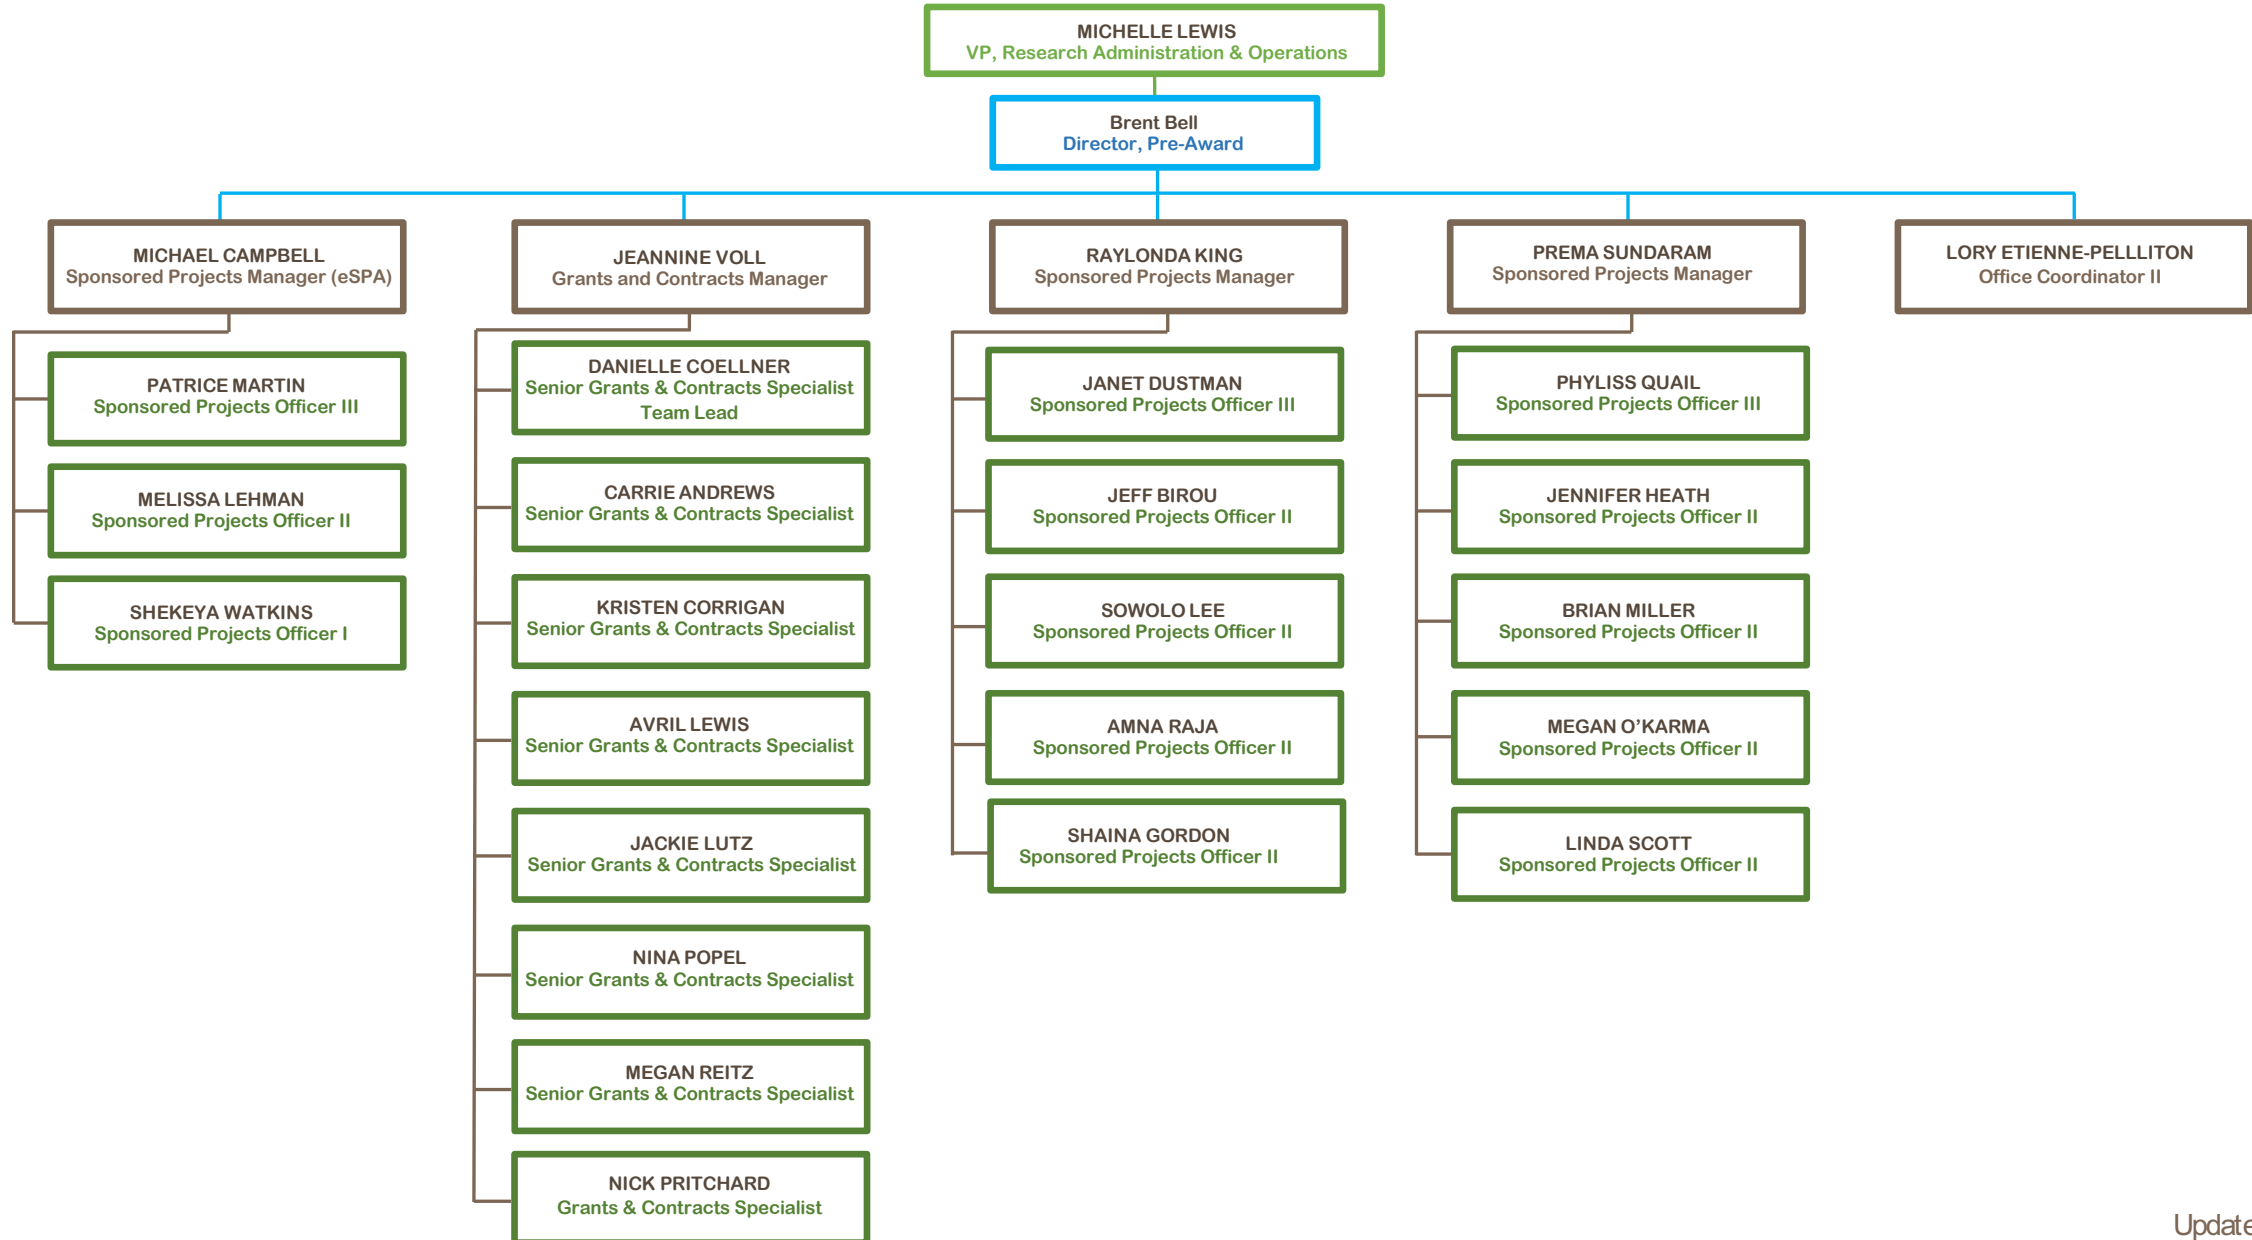 MICHELLE LEWIS
VP, Research Administration & Operations
Brent Bell
Director, Pre-Award
MICHAEL CAMPBELL
Sponsored Projects Manager (eSPA)
JEANNINE VOLL
Grants and Contracts Manager
RAYLONDA KING
Sponsored Projects Manager
PREMA SUNDARAM
Sponsored Projects Manager
LORY ETIENNE-PELLLITON
Office Coordinator II
PATRICE MARTIN
Sponsored Projects Officer III
MELISSA LEHMAN
Sponsored Projects Officer II
SHEKEYA WATKINS
Sponsored Projects Officer I
DANIELLE COELLNER
Senior Grants & Contracts Specialist
Team Lead
CARRIE ANDREWS
Senior Grants & Contracts Specialist
KRISTEN CORRIGAN
Senior Grants & Contracts Specialist
AVRIL LEWIS
Senior Grants & Contracts Specialist
JACKIE LUTZ
Senior Grants & Contracts Specialist
NINA POPEL
Senior Grants & Contracts Specialist
MEGAN REITZ
Senior Grants & Contracts Specialist
NICK PRITCHARD
Grants & Contracts Specialist
JANET DUSTMAN
Sponsored Projects Officer III
JEFF BIROU
Sponsored Projects Officer II
SOWOLO LEE
Sponsored Projects Officer II
AMNA RAJA
Sponsored Projects Officer II
SHAINA GORDON
Sponsored Projects Officer II
PHYLISS QUAIL
Sponsored Projects Officer III
JENNIFER HEATH
Sponsored Projects Officer II
BRIAN MILLER
Sponsored Projects Officer II
MEGAN O’KARMA
Sponsored Projects Officer II
LINDA SCOTT
Sponsored Projects Officer II
Update